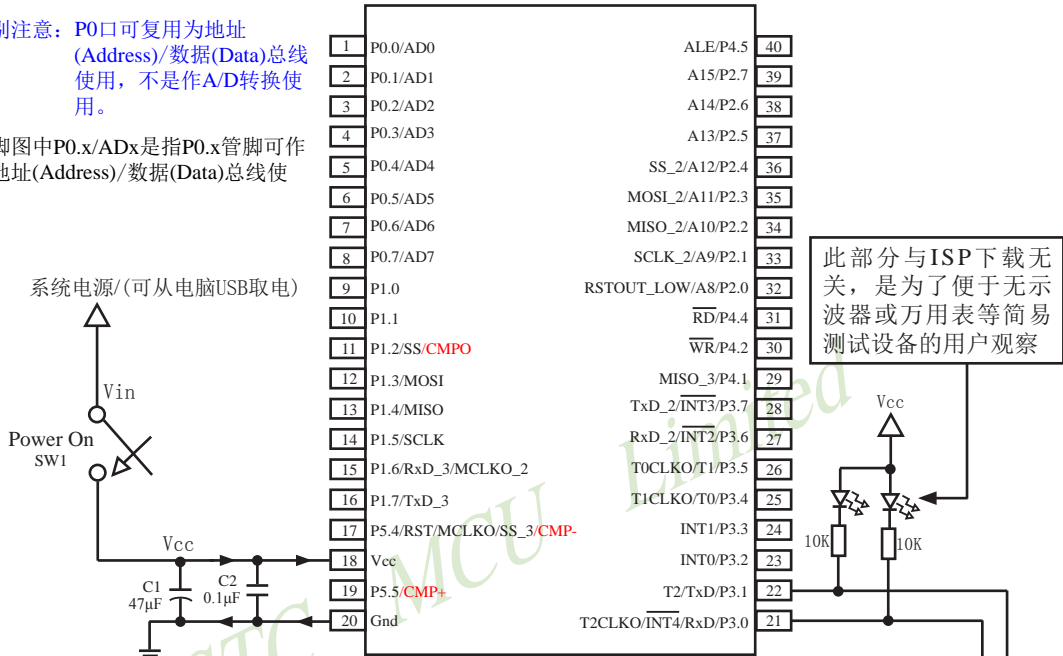 别注意：P0口可复用为地址
(Address)/数据(Data)总线
使用，不是作A/D转换使
用。
脚图中P0.x/ADx是指P0.x管脚可作
地址(Address)/数据(Data)总线使
系统电源/(可从电脑USB取电)
Vin
Power On
SW1
Vcc
C1
47μF
C2
0.1μF
1 P0.0/AD0
2 P0.1/AD1
3 P0.2/AD2
4 P0.3/AD3
5 P0.4/AD4
6 P0.5/AD5
7 P0.6/AD6
8 P0.7/AD7
9 P1.0
10 P1.1
11 P1.2/SS/CMPO
12 P1.3/MOSI
13 P1.4/MISO
14 P1.5/SCLK
15 P1.6/RxD_3/MCLKO_2
16 P1.7/TxD_3
17 P5.4/RST/MCLKO/SS_3/CMP-
18 Vcc
19 P5.5/CMP+
20 Gnd
ALE/P4.5 40
A15/P2.7 39
A14/P2.6 38
A13/P2.5 37
SS_2/A12/P2.4 36
MOSI_2/A11/P2.3 35
MISO_2/A10/P2.2 34
SCLK_2/A9/P2.1 33
RSTOUT_LOW/A8/P2.0 32
RD/P4.4 31
WR/P4.2 30
MISO_3/P4.1 29
TxD_2/INT3/P3.7 28
RxD_2/INT2/P3.6 27
T0CLKO/T1/P3.5 26
T1CLKO/T0/P3.4 25
INT1/P3.3 24
INT0/P3.2 23
T2/TxD/P3.1 22
T2CLKO/INT4/RxD/P3.0 21
此部分与ISP下载无
关，是为了便于无示
波器或万用表等简易
测试设备的用户观察
Vcc
10K
10K
STC MCU Limited